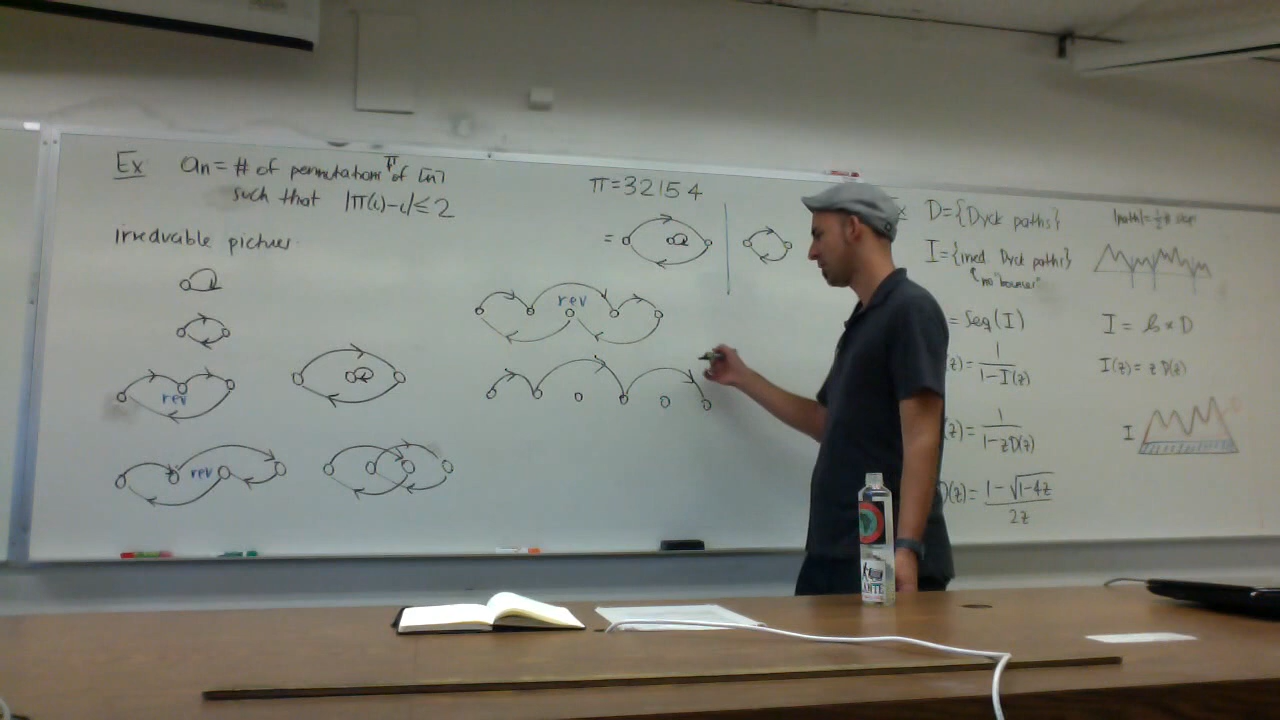 Ex an = # of permutations π of [n]
such that |π(i)-i| ≤ 2
Irreducible pictures
rev
rev
π=32154
=
rev
D={Dyck paths}
I={irred. Dyck paths}
no "bounces"
= Seq(I)
(z) = 1/(1-I(z))
(z) = 1/(1-zD(z))
D(z) = (1-√(1-4z))/(2z)
|path|=½#steps
I = • × D
I(z) = z D(z)
I